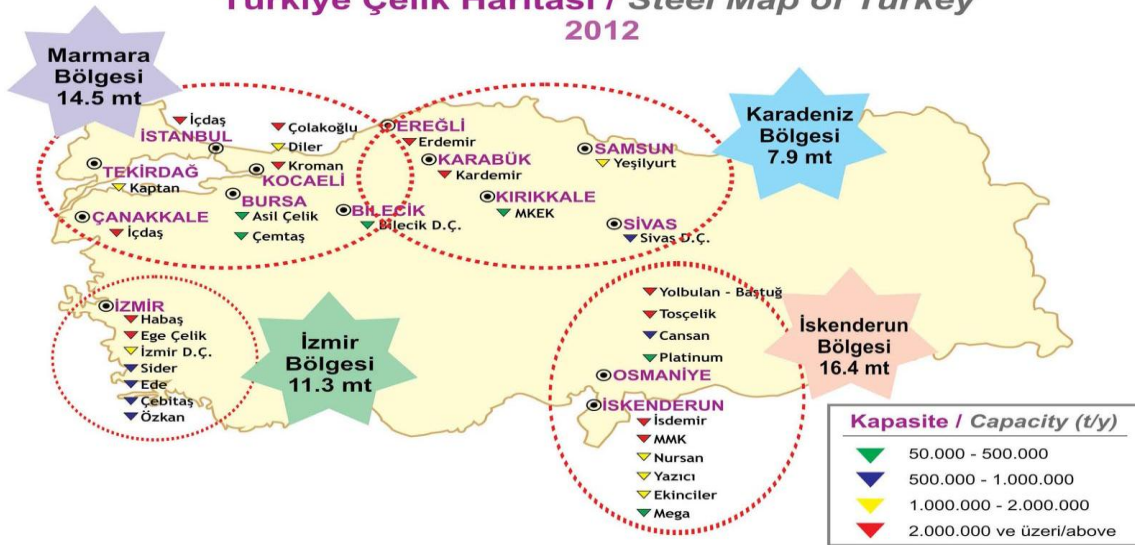 Türkiye Çelik Haritası / Steel Map of Turkey
2012
Marmara
Bölgesi
14.5 mt
Karadeniz
Bölgesi
7.9 mt
İçdaş
İSTANBUL
Çolakoğlu
Diler
Kroman
KOCAELİ
TEKİRDAĞ
Kaptan
BURSA
Asil Çelik
Çemtaş
ÇANAKKALE
İçdaş
BİLECİK
Bilecik D.Ç.
EREĞLİ
Erdemir
KARABÜK
Kardemir
SAMSUN
Yeşilyurt
KIRIKKALE
MKEK
SİVAS
Sivas D.Ç.
İZMİR
Habaş
Ege Çelik
İzmir D.Ç.
Sider
Ede
Çebitaş
Özkan
İzmir
Bölgesi
11.3 mt
Yolbulan - Baştuğ
Tosçelik
Cansan
Platinum
OSMANİYE
İSKENDERUN
İsdemir
MMK
Nursan
Yazıcı
Ekinciler
Mega
İskenderun
Bölgesi
16.4 mt
Kapasite / Capacity (t/y)
50.000 - 500.000
500.000 - 1.000.000
1.000.000 - 2.000.000
2.000.000 ve üzeri/above